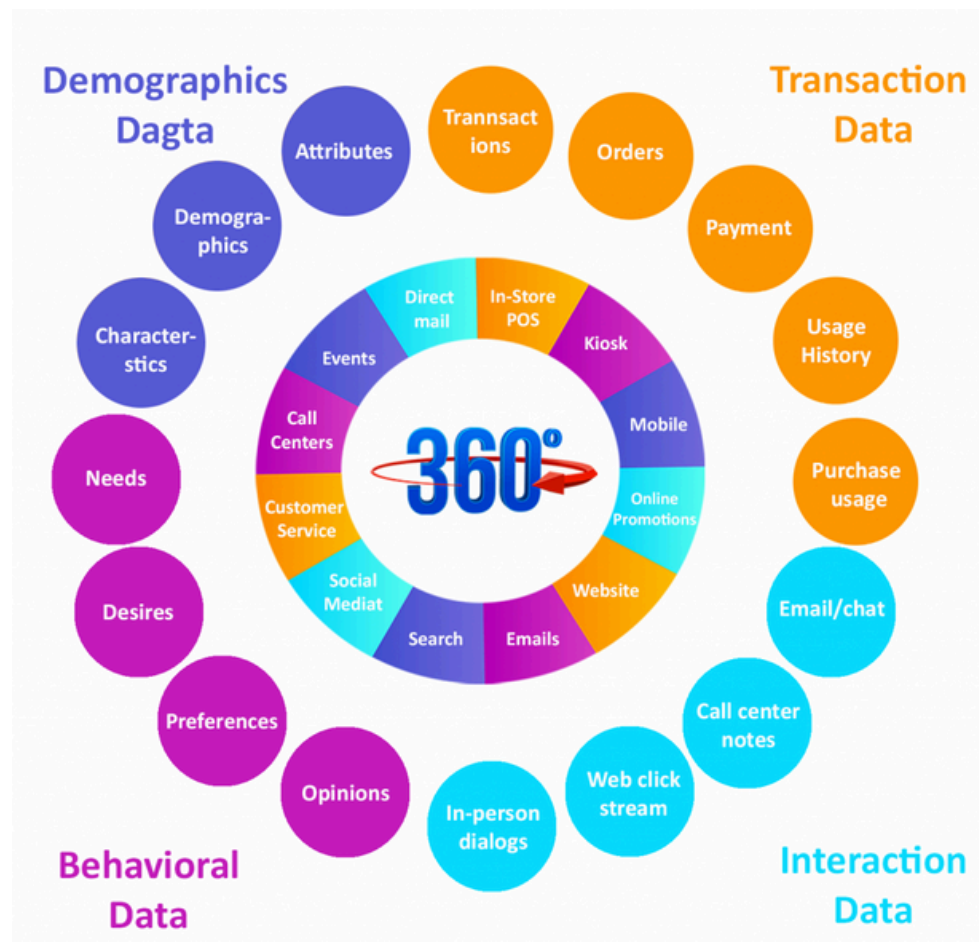 Demographics
Dagta
Transaction
Data
Attributes
Trannsact
ions
Orders
Demogra-
phics
Payment
Character-
stics
Usage
History
Needs
Purchase
usage
Desires
Email/chat
Preferences
Call center
notes
Opinions
Web click
stream
In-person
dialogs
Direct
mail
In-Store
POS
Events
Kiosk
Call
Centers
Mobile
Customer
Service
Online
Promotions
Social
Mediat
Website
Search
Emails
360°
Behavioral
Data
Interaction
Data